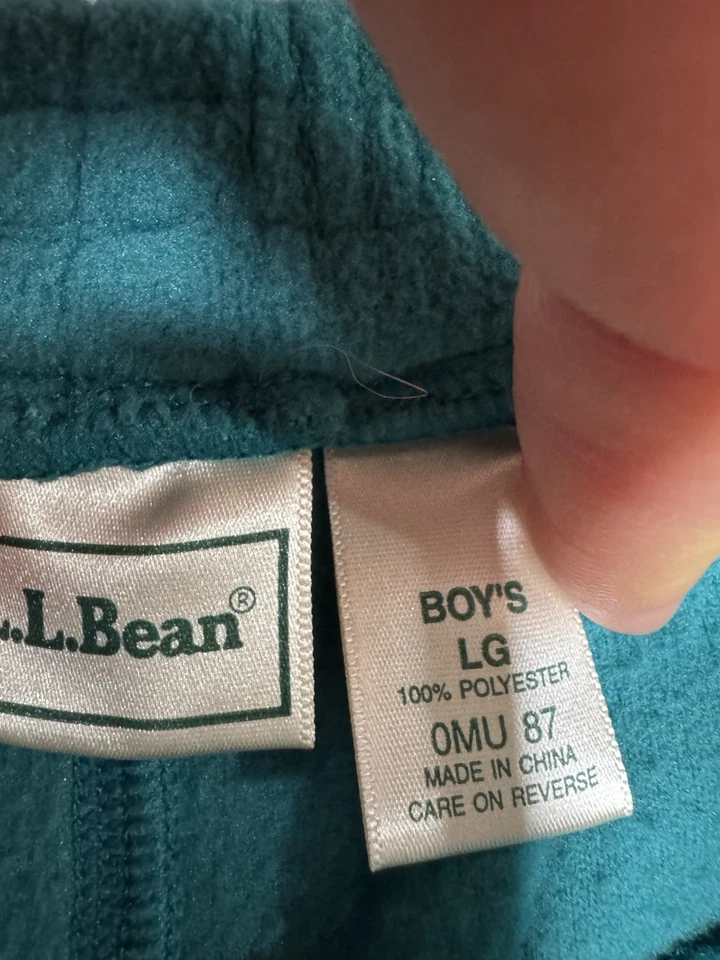 .L.Bean®
BOY'S
LG
100% POLYESTER
0MU 87
MADE IN CHINA
CARE ON REVERSE